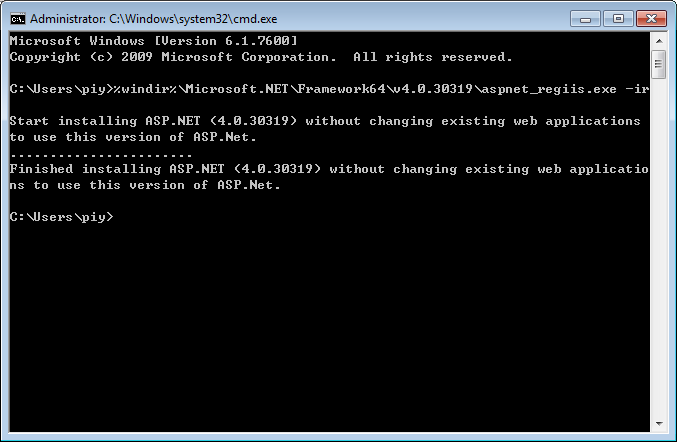 Administrator: C:\Windows\system32\cmd.exe
Microsoft Windows [Version 6.1.7600]
Copyright (c) 2009 Microsoft Corporation.  All rights reserved.
C:\Users\piy>%windir%\Microsoft.NET\Framework64\v4.0.30319\aspnet_regiis.exe -ir
Start installing ASP.NET (4.0.30319) without changing existing web applications
to use this version of ASP.Net.
.......................
Finished installing ASP.NET (4.0.30319) without changing existing web applicatio
ns to use this version of ASP.Net.
C:\Users\piy>